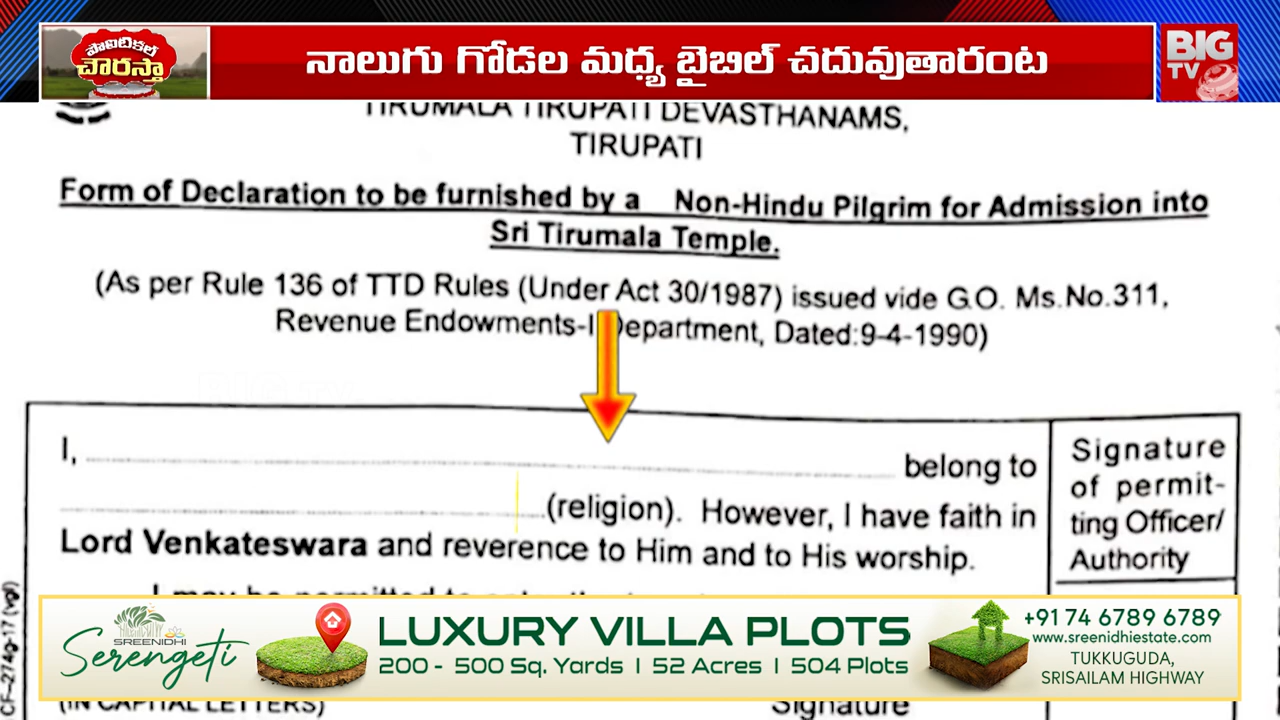 పొలిటికల్
చౌరస్తా
నాలుగు గోడల మధ్య బైబిల్ చదువుతారంట
BIG
TV
TIRUMALA TIRUPATI DEVASTHANAMS,
TIRUPATI
Form of Declaration to be furnished by a Non-Hindu Pilgrim for Admission into
Sri Tirumala Temple.
(As per Rule 136 of TTD Rules (Under Act 30/1987) issued vide G.O. Ms.No.311,
Revenue Endowments-I Department, Dated:9-4-1990)
I, belong to
(religion). However, I have faith in
Lord Venkateswara and reverence to Him and to His worship.
Signature
of permit-
ting Officer/
Authority
CF-274g-17 (vgl)
SREENIDHI
Serengeti
LUXURY VILLA PLOTS
200 - 500 Sq. Yards I 52 Acres I 504 Plots
+91 74 6789 6789
www.sreenidhiestate.com
TUKKUGUDA,
SRISAILAM HIGHWAY
(IN CAPITAL LETTERS)
Signature